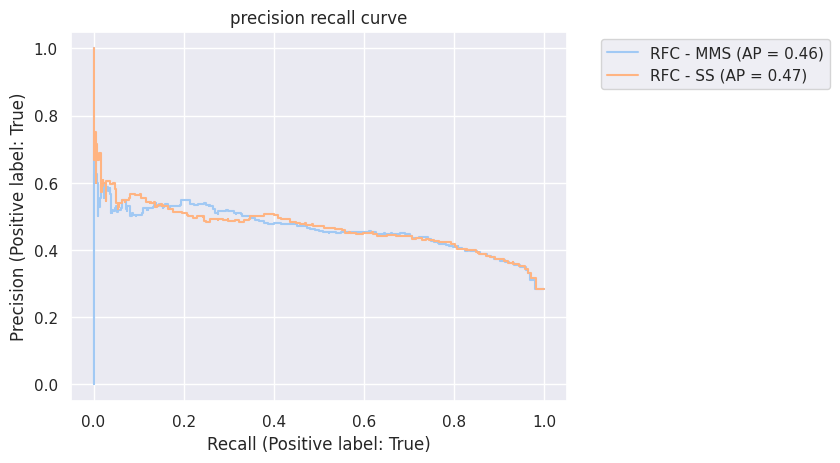 precision recall curve
RFC - MMS (AP = 0.46)
RFC - SS (AP = 0.47)
Precision (Positive label: True)
1.0
0.8
0.6
0.4
0.2
0.0
0.0 0.2 0.4 0.6 0.8 1.0
Recall (Positive label: True)